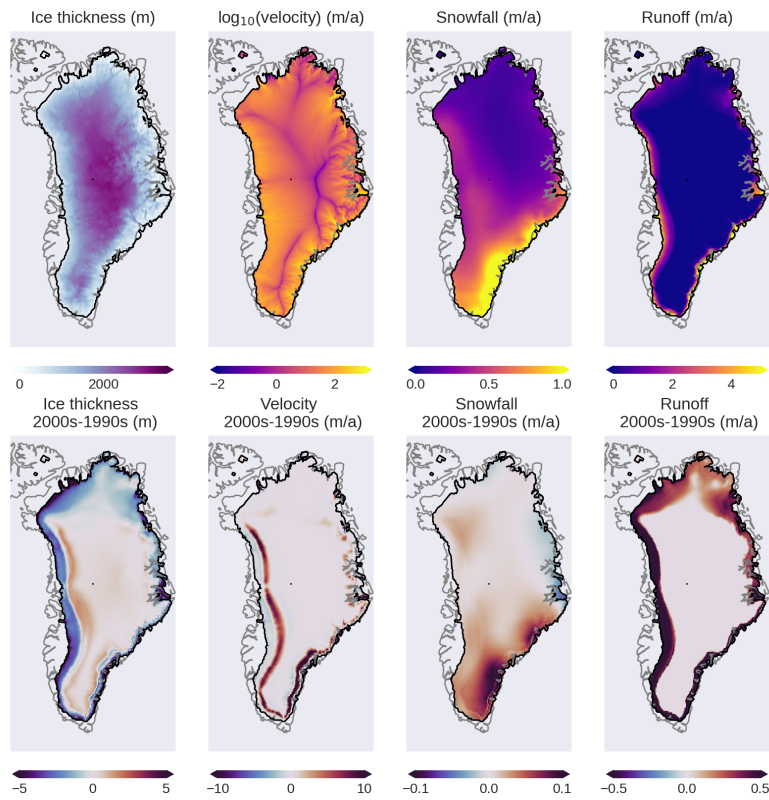 Ice thickness (m) log₁₀(velocity) (m/a) Snowfall (m/a) Runoff (m/a)
0 2000 −2 0 2 0.0 0.5 1.0 0 2 4
Ice thickness Velocity Snowfall Runoff
2000s-1990s (m) 2000s-1990s (m/a) 2000s-1990s (m/a) 2000s-1990s (m/a)
−5 0 5 −10 0 10 −0.1 0.0 0.1 −0.5 0.0 0.5